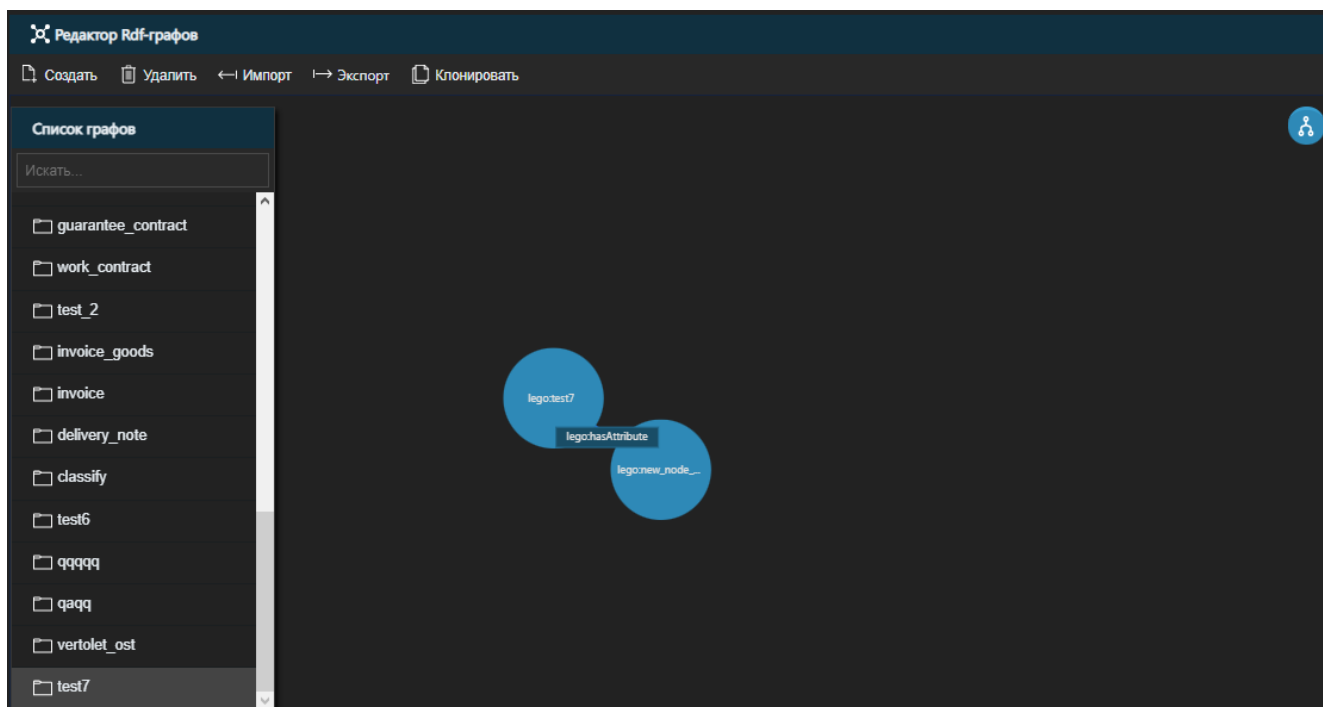 Редактор Rdf-графов
Создать Удалить Импорт Экспорт Клонировать
Список графов
Искать...
guarantee_contract
work_contract
test_2
invoice_goods
invoice
delivery_note
classify
test6
qqqqq
qaqq
vertolet_ost
test7
lego:test7
lego:hasAttribute
lego:new_node_...